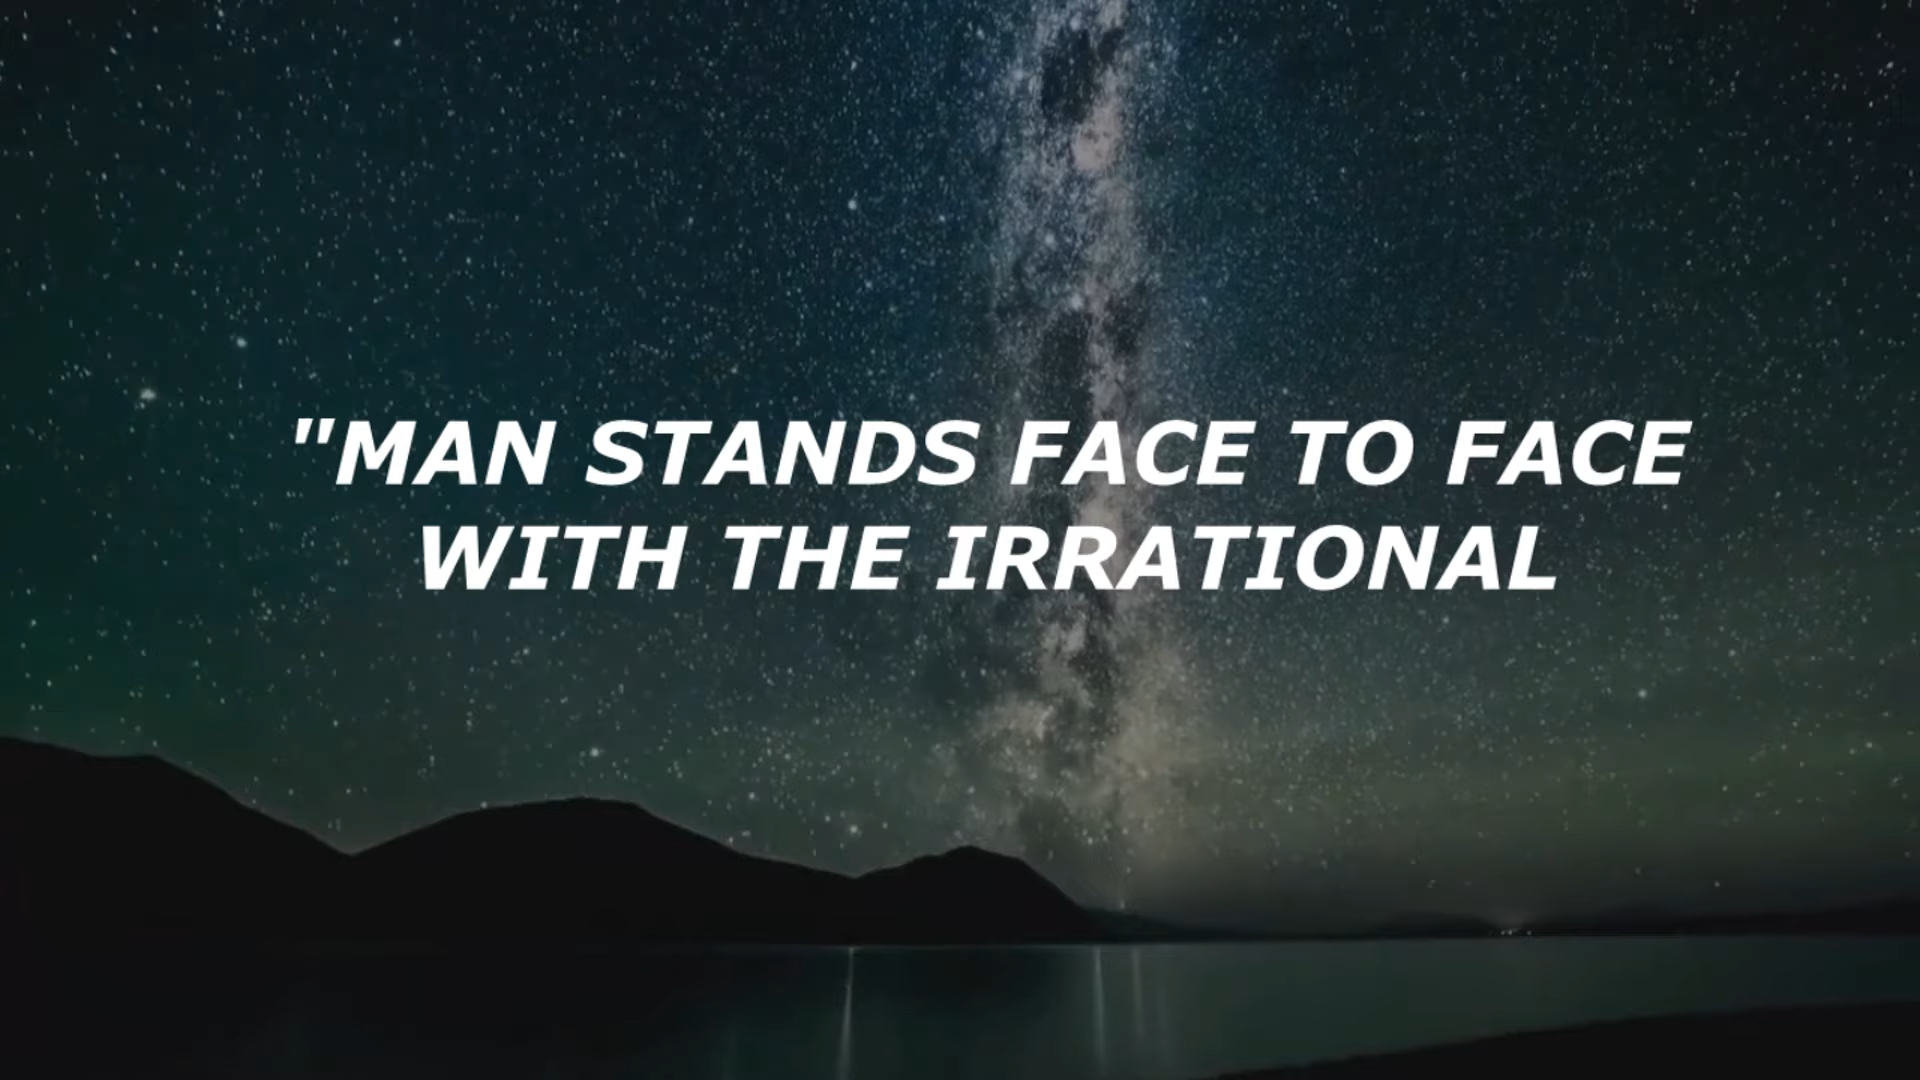 "MAN STANDS FACE TO FACE
WITH THE IRRATIONAL